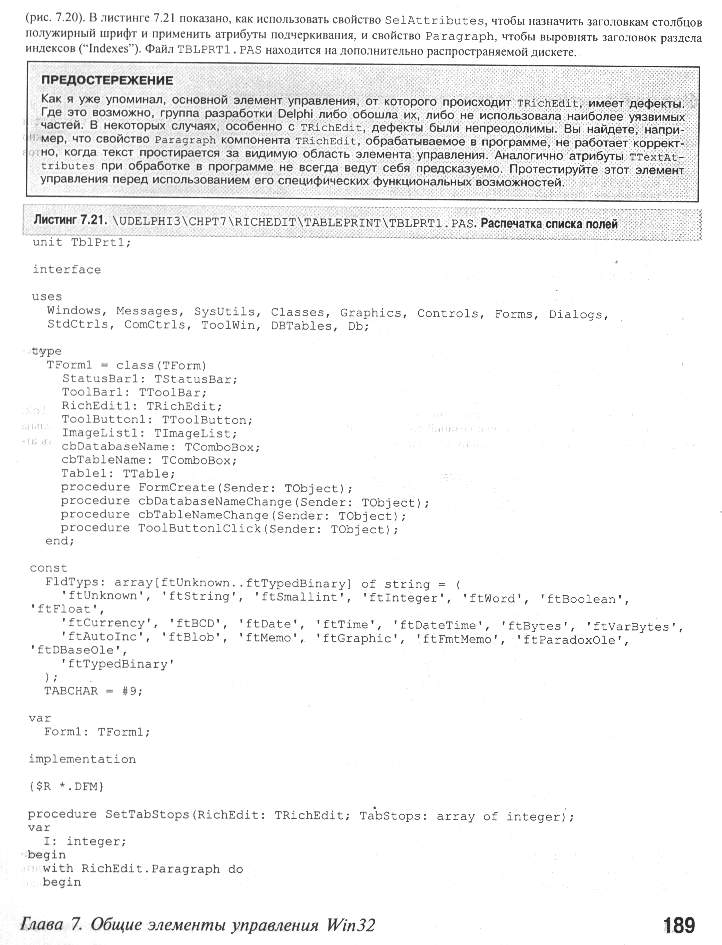 (рис. 7.20). В листинге 7.21 показано, как использовать свойство SelAttributes, чтобы назначить заголовкам столбцов
полужирный шрифт и применить атрибуты подчеркивания, и свойство Paragraph, чтобы выровнять заголовок раздела
индексов (“Indexes”). Файл TBLPRT1.PAS находится на дополнительно распространяемой дискете.
ПРЕДОСТЕРЕЖЕНИЕ
Как я уже упоминал, основной элемент управления, от которого происходит TRichEdit, имеет дефекты.
Где это возможно, группа разработки Delphi либо обошла их, либо не использовала наиболее уязвимых
частей. В некоторых случаях, особенно с TRichEdit, дефекты были непреодолимы. Вы найдете, напри-
мер, что свойство Paragraph компонента TRichEdit, обрабатываемое в программе, не работает коррект-
но, когда текст простирается за видимую область элемента управления. Аналогично атрибуты TTextAt-
tributes при обработке в программе не всегда ведут себя предсказуемо. Протестируйте этот элемент
управления перед использованием его специфических функциональных возможностей.
Листинг 7.21. \UDELPHI3\CHPT7\RICHEDIT\TABLEPRINT\TBLPRT1.PAS. Распечатка списка полей
unit TblPrt1;
interface
uses
Windows, Messages, SysUtils, Classes, Graphics, Controls, Forms, Dialogs,
StdCtrls, ComCtrls, ToolWin, DBTables, Db;
type
TForm1 = class(TForm)
StatusBar1: TStatusBar;
ToolBar1: TToolBar;
RichEdit1: TRichEdit;
ToolButton1: TToolButton;
ImageList1: TImageList;
cbDatabaseName: TComboBox;
cbTableName: TComboBox;
Table1: TTable;
procedure FormCreate(Sender: TObject);
procedure cbDatabaseNameChange(Sender: TObject);
procedure cbTableNameChange(Sender: TObject);
procedure ToolButton1Click(Sender: TObject);
end;
const
FldTyps: array[ftUnknown..ftTypedBinary] of string = (
'ftUnknown', 'ftString', 'ftSmallint', 'ftInteger', 'ftWord', 'ftBoolean',
'ftFloat',
'ftCurrency', 'ftBCD', 'ftDate', 'ftTime', 'ftDateTime', 'ftBytes', 'ftVarBytes',
'ftAutoInc', 'ftBlob', 'ftMemo', 'ftGraphic', 'ftFmtMemo', 'ftParadoxOle',
'ftDBaseOle',
'ftTypedBinary'
);
TABCHAR = #9;
var
Form1: TForm1;
implementation
{$R *.DFM}
procedure SetTabStops(RichEdit: TRichEdit; TabStops: array of integer);
var
I: integer;
begin
with RichEdit.Paragraph do
begin
Глава 7. Общие элементы управления Win32
189